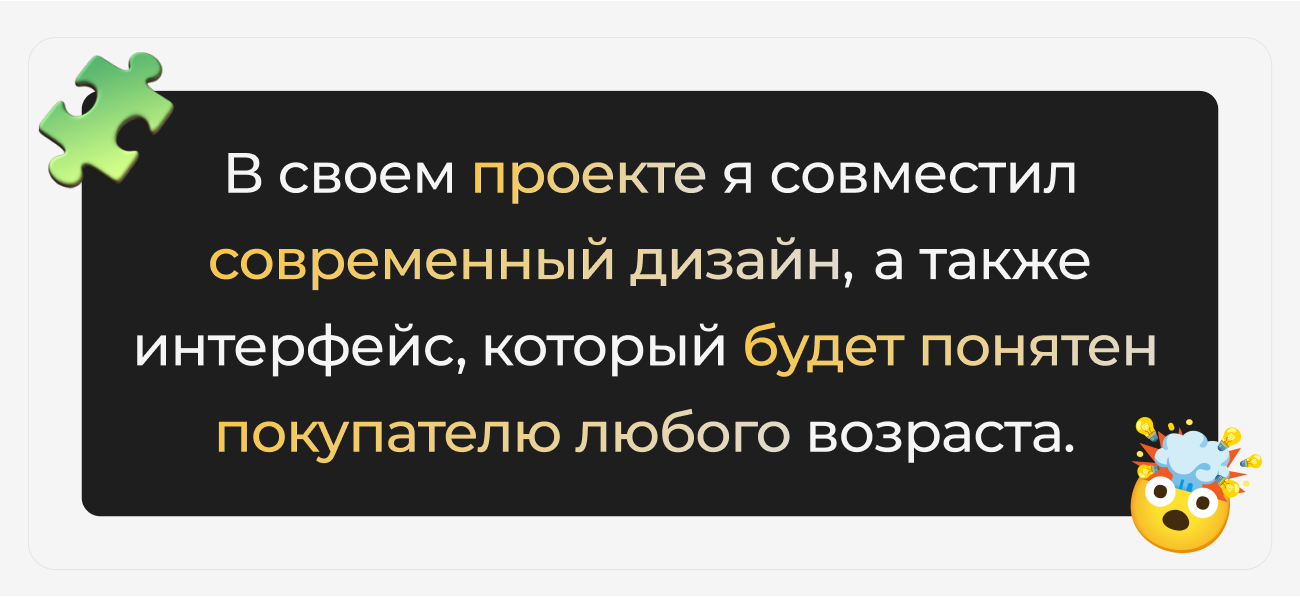 В своем проекте я совместил
современный дизайн, а также
интерфейс, который будет понятен
покупателю любого возраста.